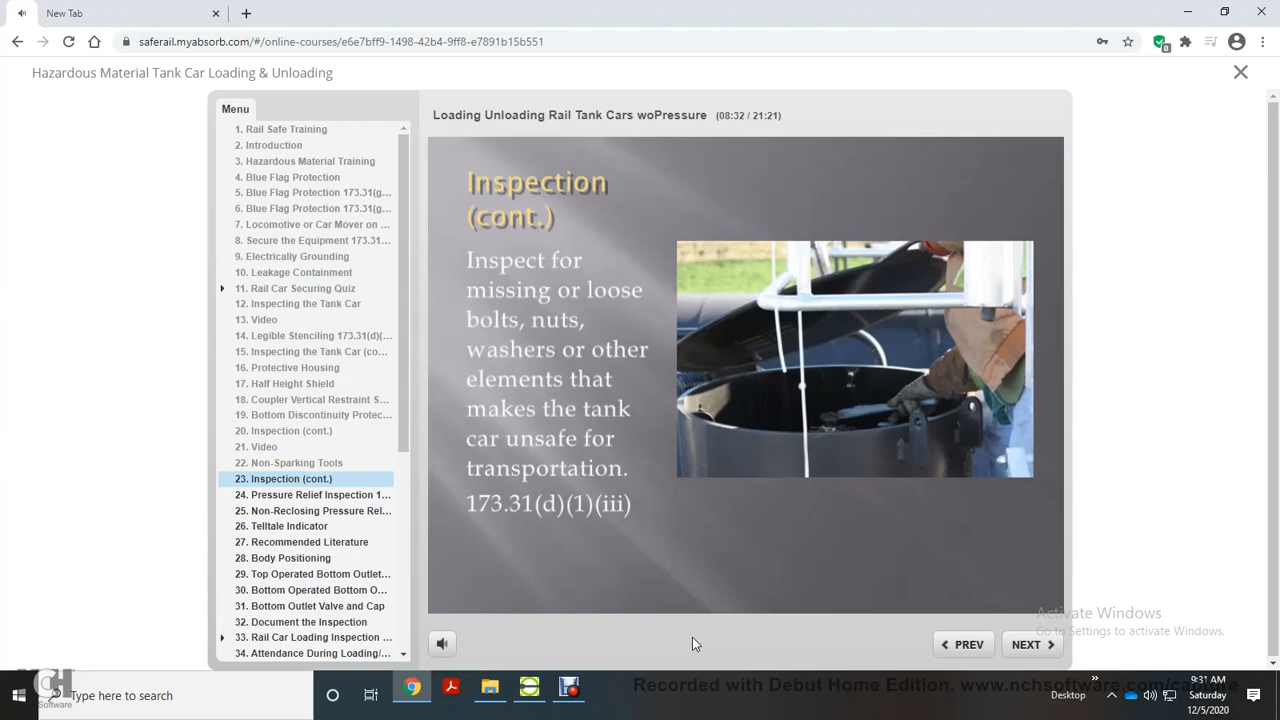 New Tab
saferail.myabsorb.com/#/online-courses/e6e7bff9-1498-42b4-9ff8-e7891b15b551
0
Hazardous Material Tank Car Loading & Unloading
Menu
1. Rail Safe Training
2. Introduction
3. Hazardous Material Training
4. Blue Flag Protection
5. Blue Flag Protection 173.31(g...
6. Blue Flag Protection 173.31(g...
7. Locomotive or Car Mover on ...
8. Secure the Equipment 173.31...
9. Electrically Grounding
10. Leakage Containment
11. Rail Car Securing Quiz
12. Inspecting the Tank Car
13. Video
14. Legible Stenciling 173.31(d)(...
15. Inspecting the Tank Car (co...
16. Protective Housing
17. Half Height Shield
18. Coupler Vertical Restraint S...
19. Bottom Discontinuity Protec...
20. Inspection (cont.)
21. Video
22. Non-Sparking Tools
23. Inspection (cont.)
24. Pressure Relief Inspection 1...
25. Non-Reclosing Pressure Rel...
26. Telltale Indicator
27. Recommended Literature
28. Body Positioning
29. Top Operated Bottom Outlet...
30. Bottom Operated Bottom O...
31. Bottom Outlet Valve and Cap
32. Document the Inspection
33. Rail Car Loading Inspection ...
34. Attendance During Loading/...
Loading Unloading Rail Tank Cars woPressure (08:32 / 21:21)
Inspection
(cont.)
Inspect for
missing or loose
bolts, nuts,
washers or other
elements that
makes the tank
car unsafe for
transportation.
173.31(d)(1)(iii)
PREV
NEXT
Activate Windows
Go to Settings to activate Windows.
NCH
Software
Type here to search
Recorded with Debut Home Edition. www.nchsoftware.com/capture
Desktop
9:31 AM
Saturday
12/5/2020